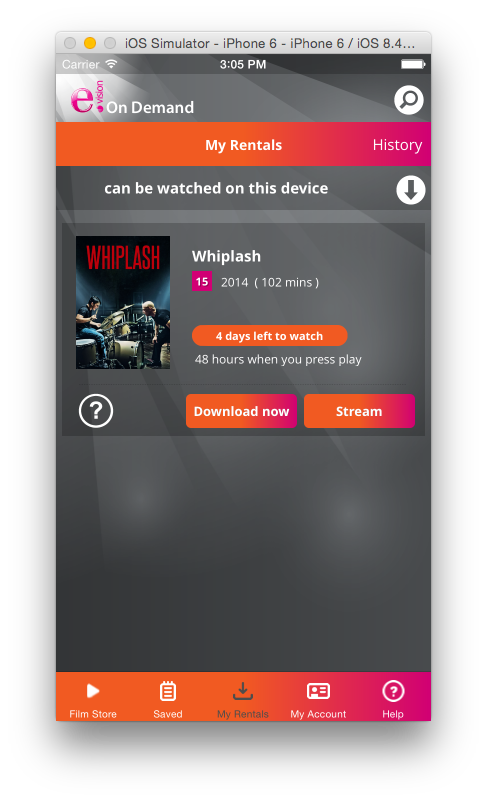 iOS Simulator - iPhone 6 - iPhone 6 / iOS 8.4...
Carrier 3:05 PM
e vision On Demand
My Rentals History
can be watched on this device
WHIPLASH
Whiplash
15 2014 ( 102 mins )
4 days left to watch
48 hours when you press play
? Download now Stream
Film Store Saved My Rentals My Account ? Help